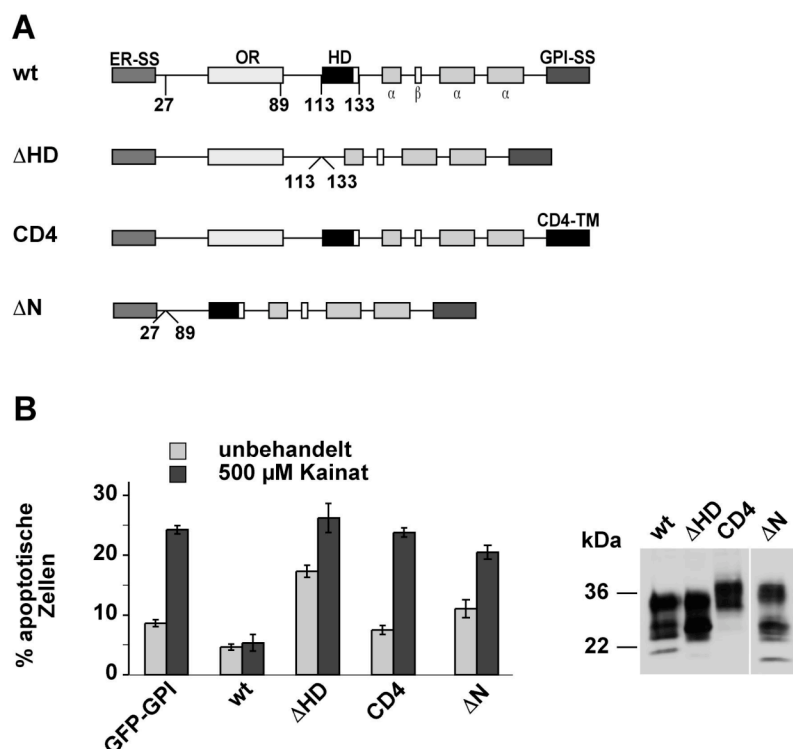 A
ER-SS OR HD GPI-SS
wt
27 89 113 133 α β α α
ΔHD
113 133
CD4 CD4-TM
ΔN
27 89
B
unbehandelt
500 µM Kainat
% apoptotische
Zellen
30
20
10
0
GFP-GPI wt ΔHD CD4 ΔN
wt ΔHD CD4 ΔN
kDa
36
22